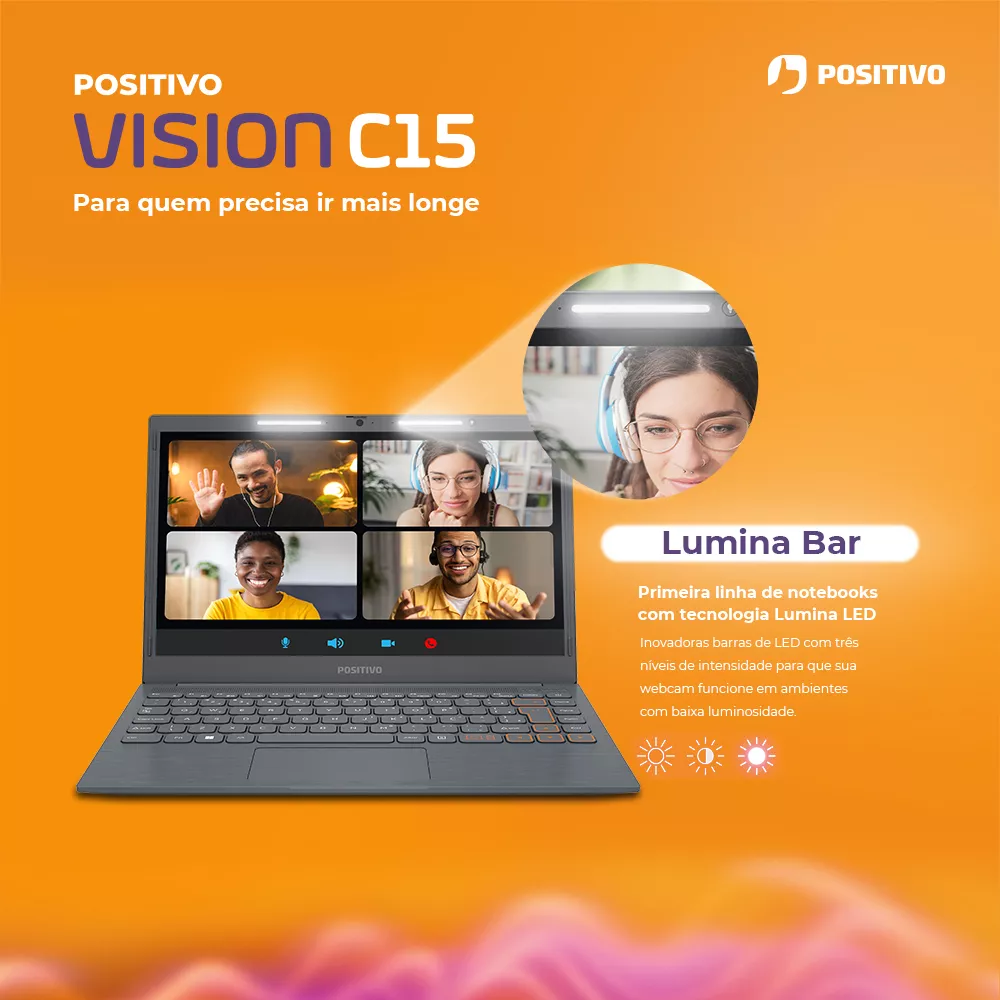 POSITIVO
VISION C15
Para quem precisa ir mais longe
POSITIVO
Lumina Bar
Primeira linha de notebooks
com tecnologia Lumina LED
Inovadoras barras de LED com três
níveis de intensidade para que sua
webcam funcione em ambientes
com baixa luminosidade.
POSITIVO